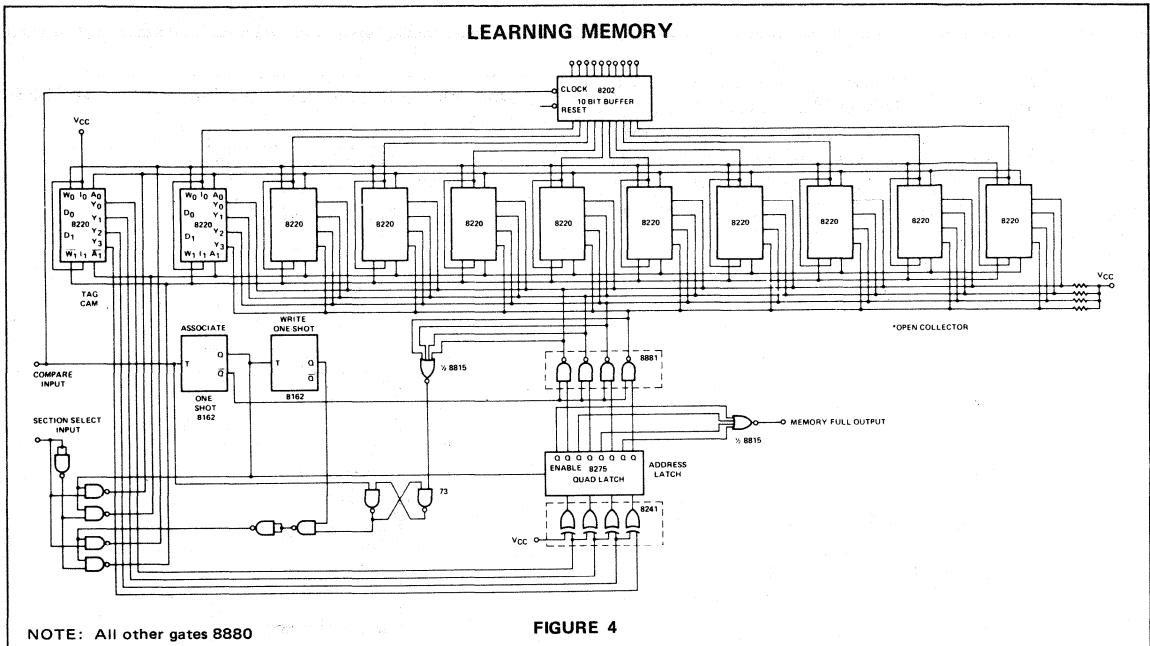 LEARNING MEMORY
CLOCK 8202
10 BIT BUFFER
RESET
VCC
W0 I0 A0
Y0
D0
Y1
8220
D1
Y2
Y3
W1 I1 A1
TAG
CAM
W0 I0 A0
Y0
D0
Y1
8220
Y2
D1
Y3
W1 I1 A1
8220
8220
8220
8220
8220
8220
8220
8220
8220
VCC
*OPEN COLLECTOR
ASSOCIATE
T
Q
Q̅
ONE
SHOT
8162
WRITE
ONE SHOT
T
Q
Q̅
8162
COMPARE
INPUT
SECTION SELECT
INPUT
½ 8815
8881
MEMORY FULL OUTPUT
½ 8815
Q Q Q Q Q Q Q Q
ENABLE 8275
QUAD LATCH
ADDRESS
LATCH
73
8241
VCC
NOTE: All other gates 8880
FIGURE 4